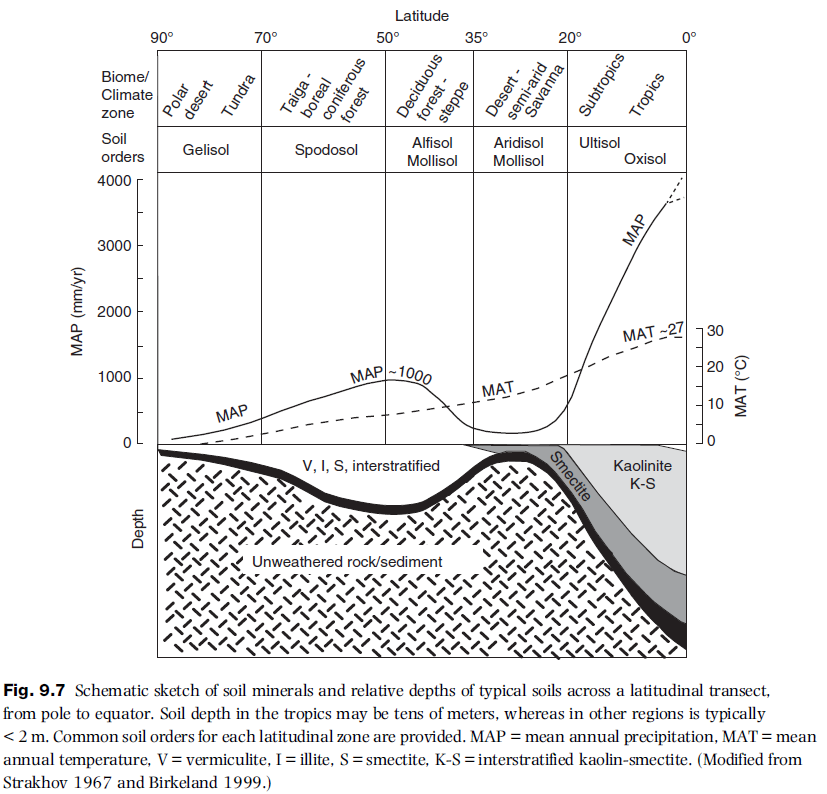 Latitude
90° 70° 50° 35° 20° 0°
Biome/
Climate
zone
Polar
desert
Tundra
Taiga -
boreal
coniferous
forest
Deciduous
forest -
steppe
Desert -
semi-arid
Savanna
Subtropics
Tropics
Soil
orders
Gelisol
Spodosol
Alfisol
Mollisol
Aridisol
Mollisol
Ultisol
Oxisol
4000
3000
2000
1000
0
MAP (mm/yr)
MAP
MAP ~1000
MAT
MAP
MAT ~27
30
20
10
0
MAT (°C)
Depth
V, I, S, interstratified
Smectite
Kaolinite
K-S
Unweathered rock/sediment
Fig. 9.7 Schematic sketch of soil minerals and relative depths of typical soils across a latitudinal transect,
from pole to equator. Soil depth in the tropics may be tens of meters, whereas in other regions is typically
< 2 m. Common soil orders for each latitudinal zone are provided. MAP = mean annual precipitation, MAT = mean
annual temperature, V = vermiculite, I = illite, S = smectite, K-S = interstratified kaolin-smectite. (Modified from
Strakhov 1967 and Birkeland 1999.)